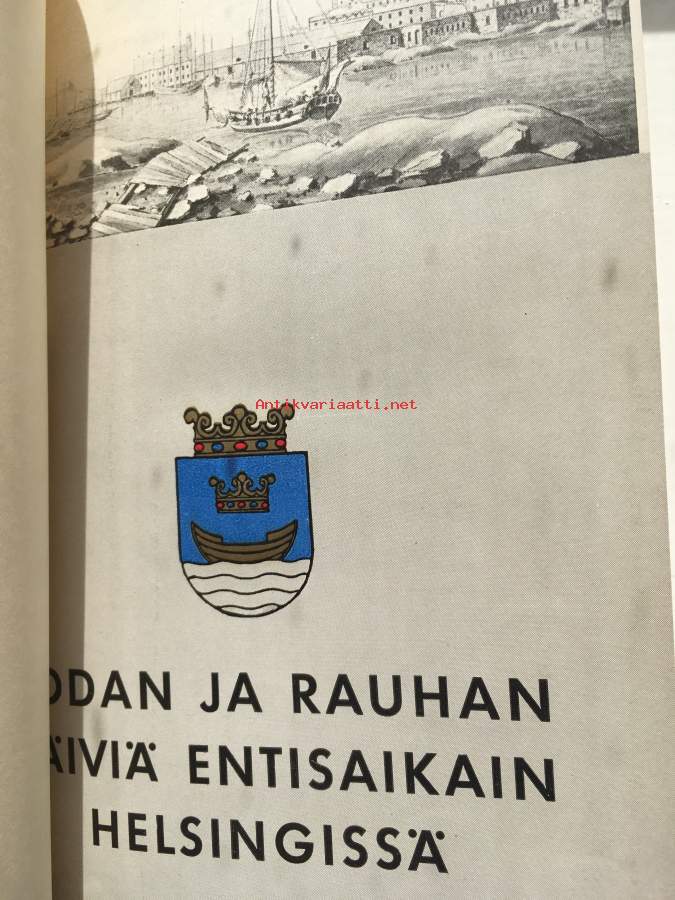 Antikvariaatti.net
ODAN JA RAUHAN
ÄIVIÄ ENTISAIKAIN
HELSINGISSÄ